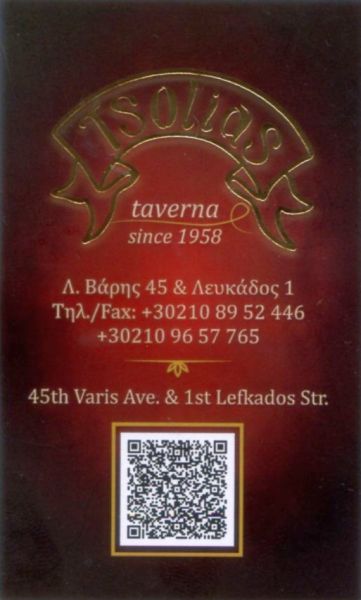 Tsolias
taverna
since 1958
Λ. Βάρης 45 & Λευκάδος 1
Τηλ./Fax: +30210 89 52 446
+30210 96 57 765
45th Varis Ave. & 1st Lefkados Str.